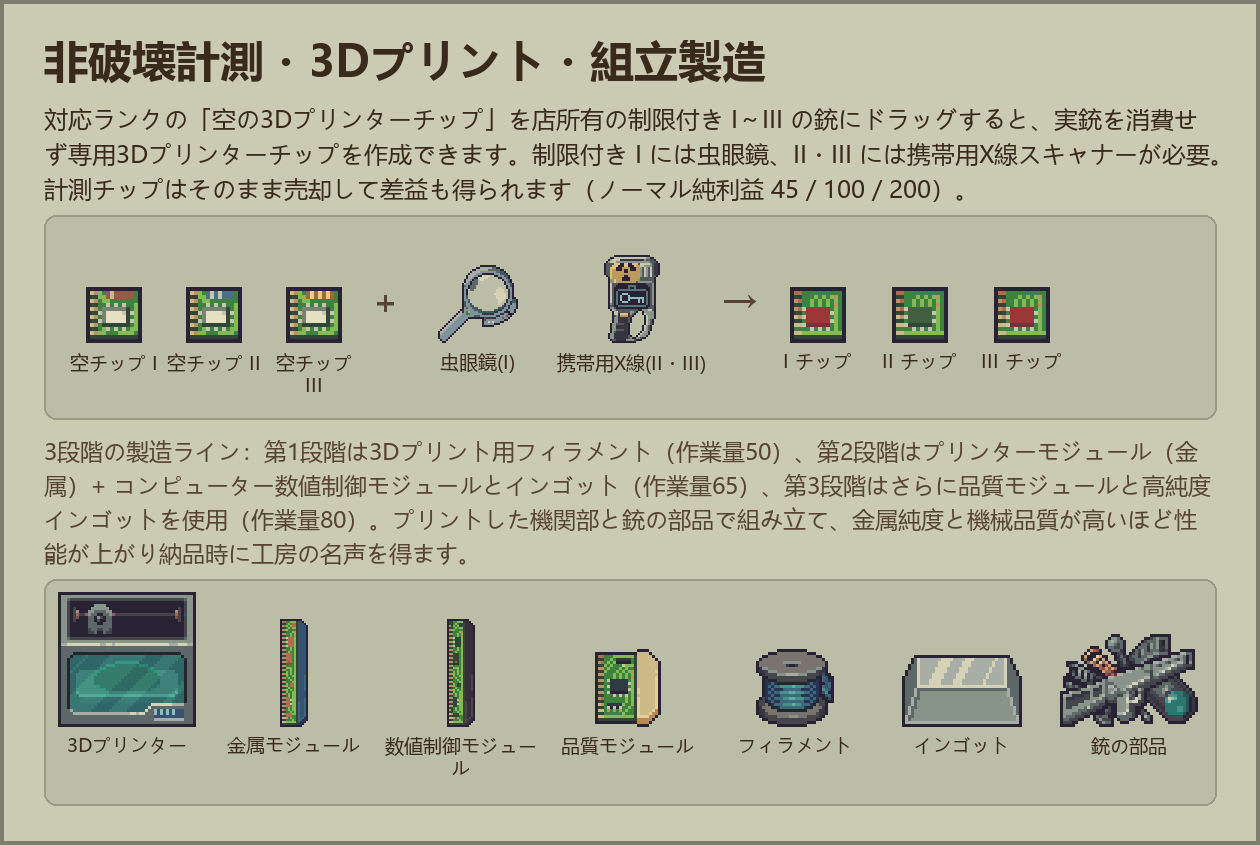 非破壊計測・3Dプリント・組立製造
対応ランクの「空の3Dプリンターチップ」を店所有の制限付き I～III の銃にドラッグすると、実銃を消費せ
ず専用3Dプリンターチップを作成できます。制限付き I には虫眼鏡、II・III には携帯用X線スキャナーが必要。
計測チップはそのまま売却して差益も得られます（ノーマル純利益 45 / 100 / 200）。
空チップ I
空チップ II
空チップ
III
+
虫眼鏡(I)
携帯用X線(II・III)
→
I チップ
II チップ
III チップ
3段階の製造ライン：第1段階は3Dプリント用フィラメント（作業量50）、第2段階はプリンターモジュール（金
属）+ コンピューター数値制御モジュールとインゴット（作業量65）、第3段階はさらに品質モジュールと高純度
インゴットを使用（作業量80）。プリントした機関部と銃の部品で組み立て、金属純度と機械品質が高いほど性
能が上がり納品時に工房の名声を得ます。
3Dプリンター
金属モジュール
数値制御モジュー
ル
品質モジュール
フィラメント
インゴット
銃の部品